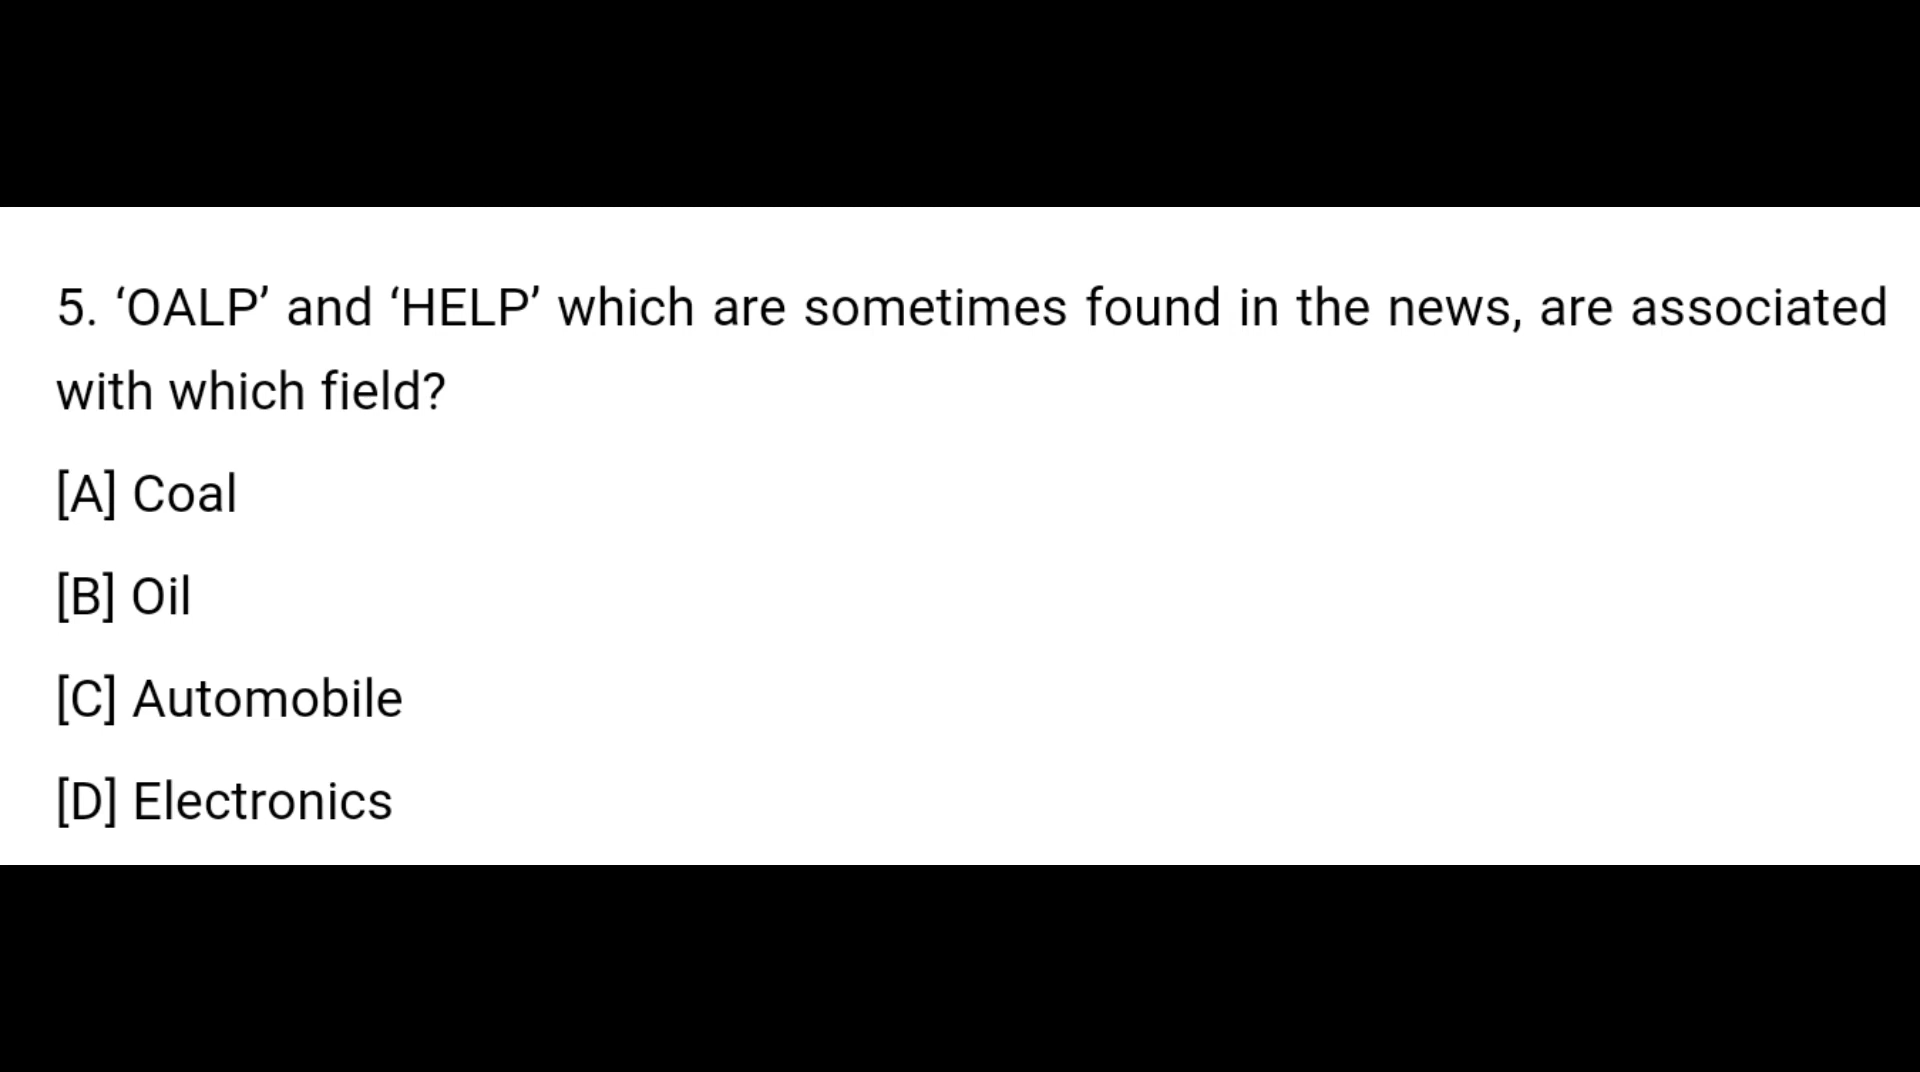 5. ‘OALP’ and ‘HELP’ which are sometimes found in the news, are associated
with which field?
[A] Coal
[B] Oil
[C] Automobile
[D] Electronics